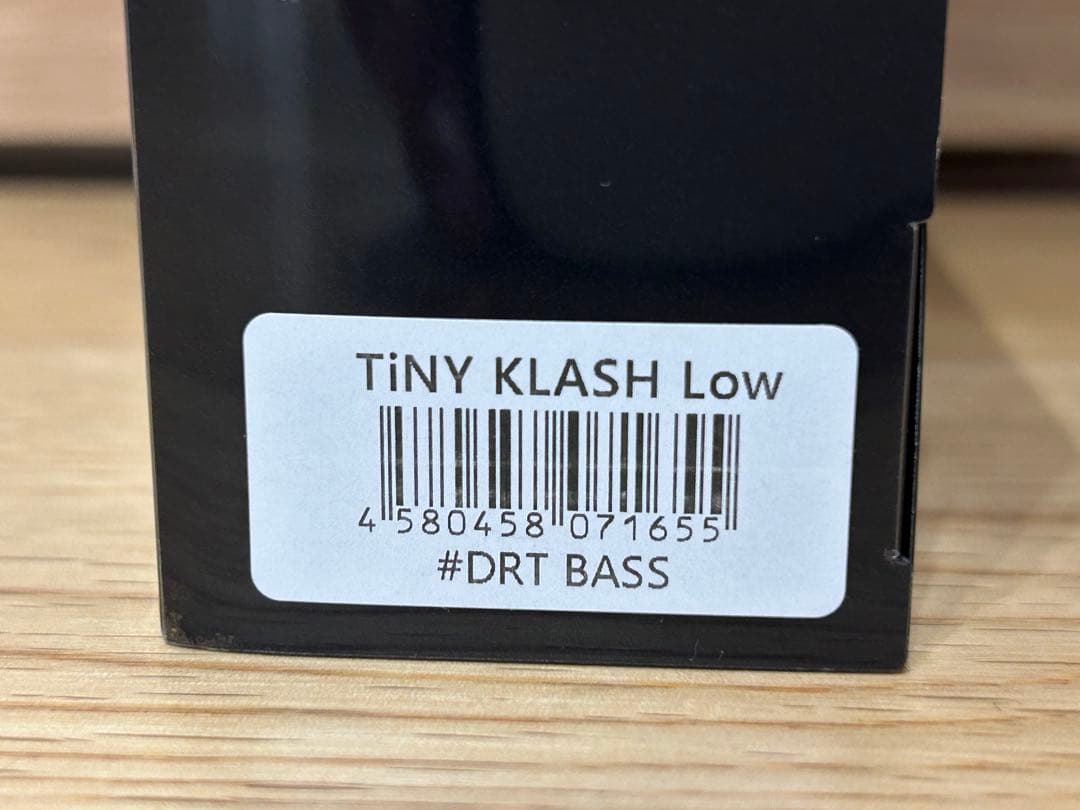 TiNY KLASH Low
4 580458 071655
#DRT BASS